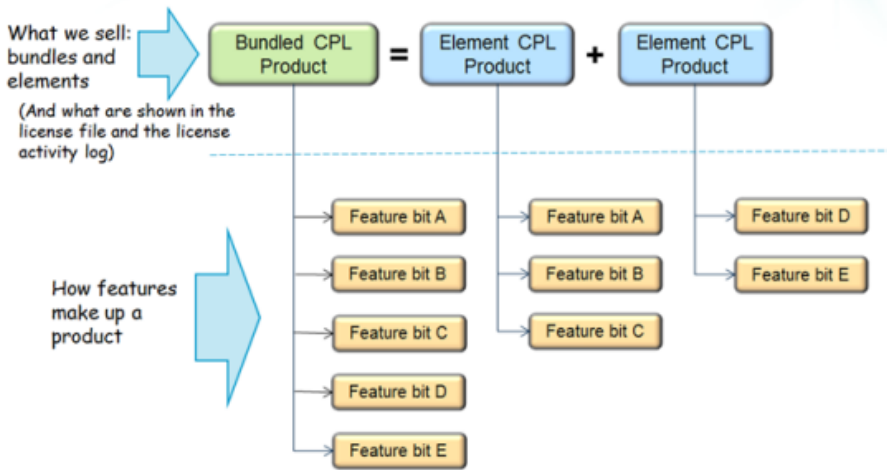 What we sell:
bundles and
elements
(And what are shown in the
license file and the license
activity log)
Bundled CPL
Product
=
Element CPL
Product
+
Element CPL
Product
How features
make up a
product
Feature bit A
Feature bit B
Feature bit C
Feature bit D
Feature bit E
Feature bit A
Feature bit B
Feature bit C
Feature bit D
Feature bit E